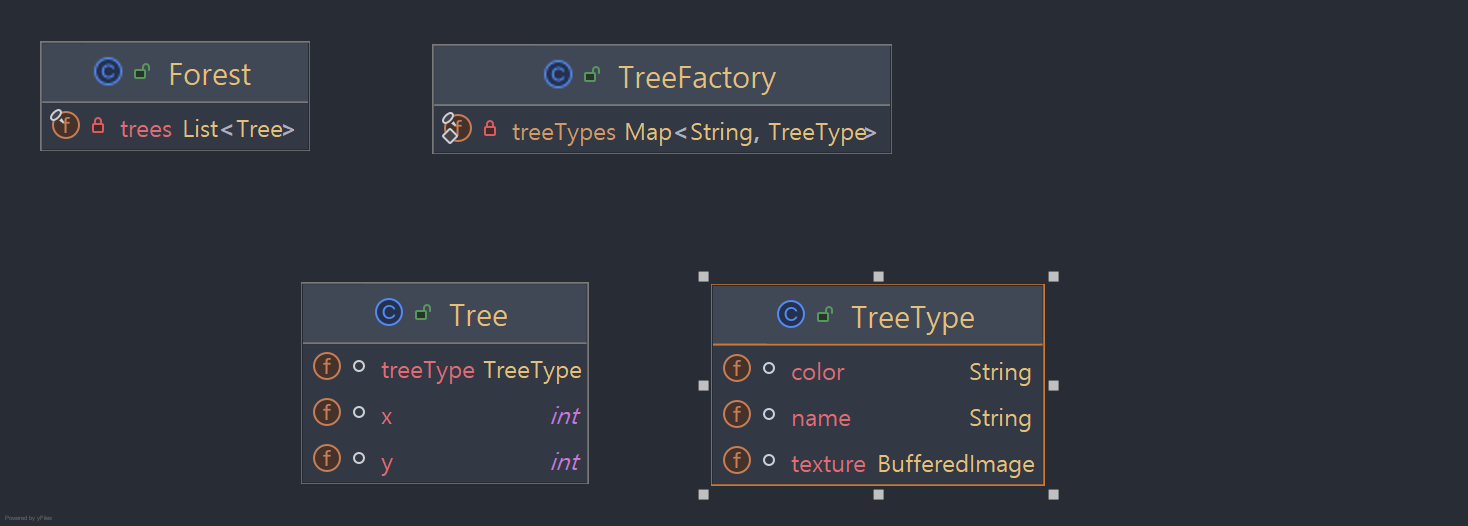 Forest
trees List<Tree>
TreeFactory
treeTypes Map<String, TreeType>
Tree
treeType TreeType
x int
y int
TreeType
color String
name String
texture BufferedImage
Powered by yFiles